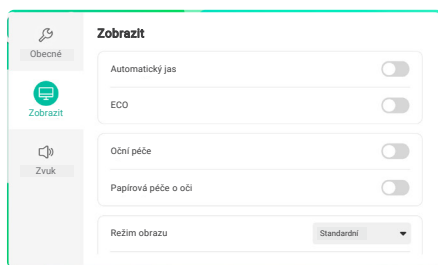 Obecné
Zobrazit
Zvuk
Zobrazit
Automatický jas
ECO
Oční péče
Papírová péče o oči
Režim obrazu
Standardní